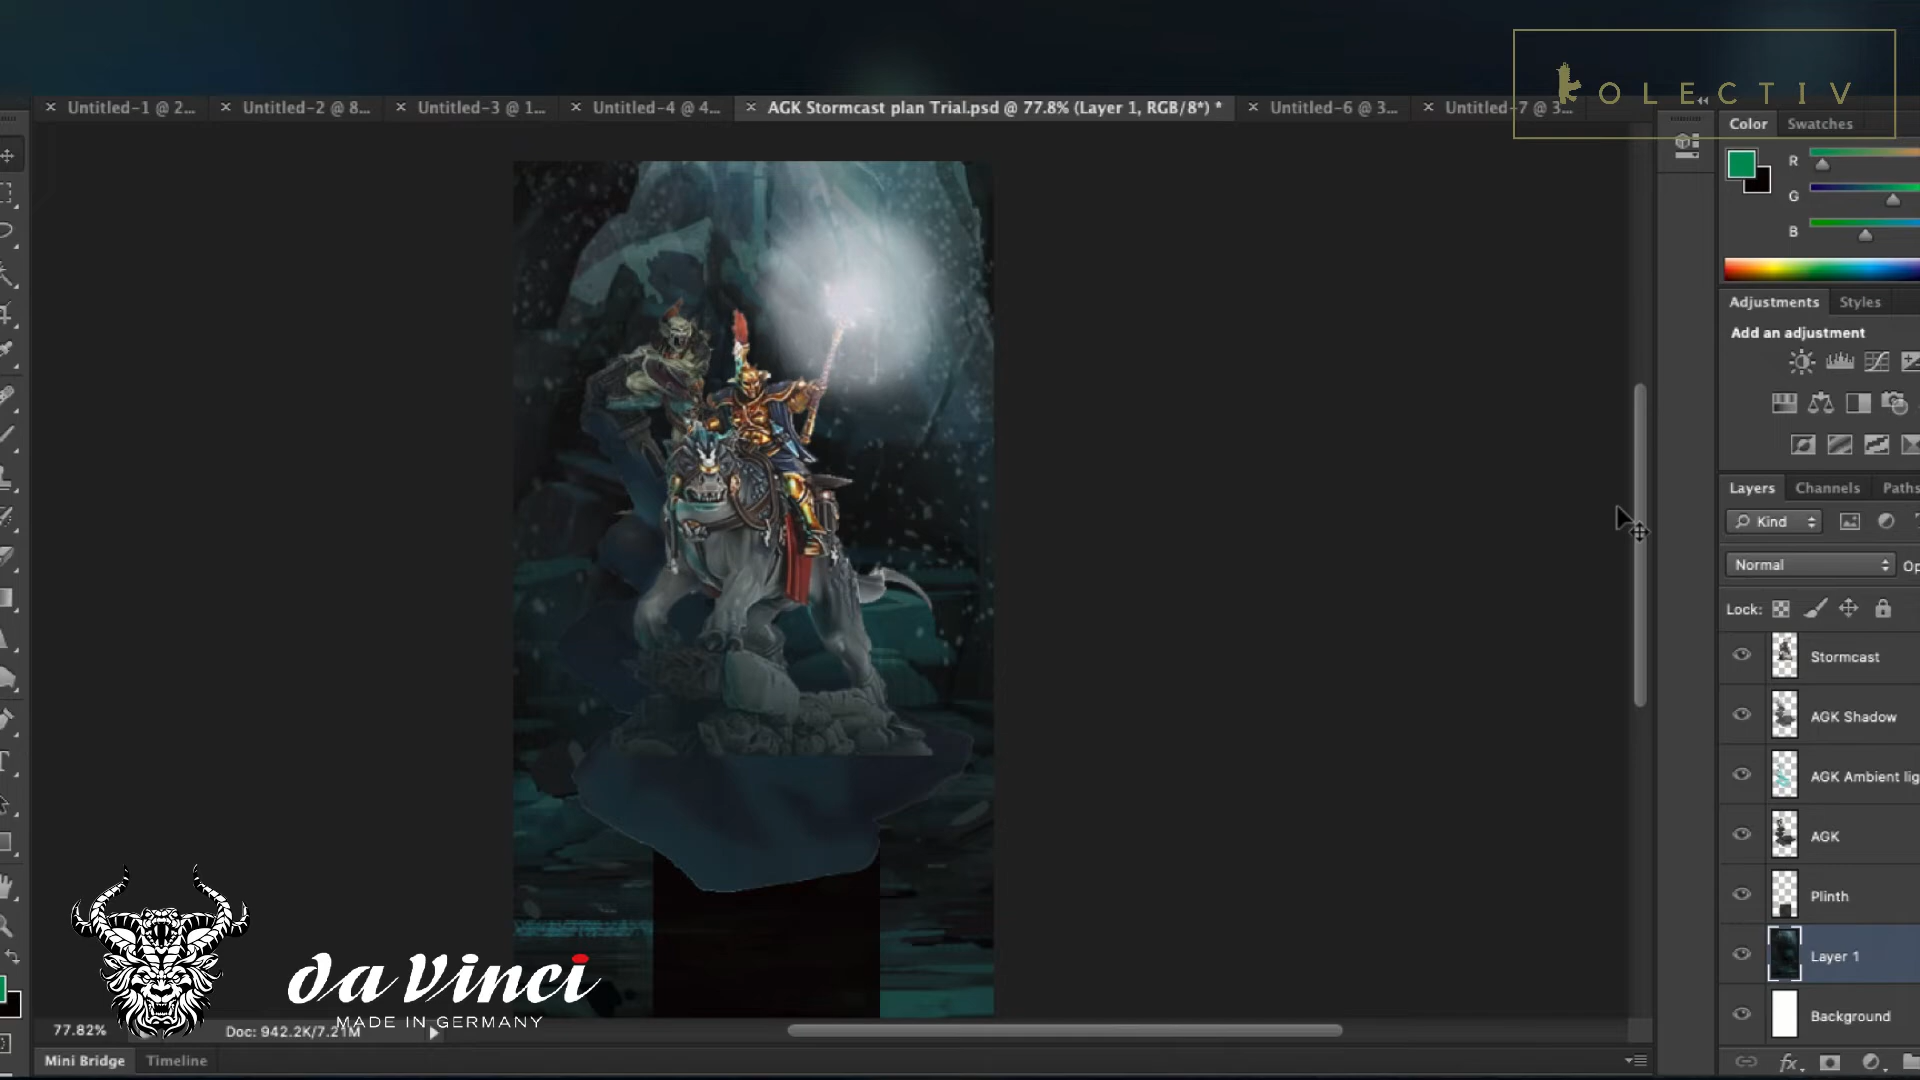 KOLECTIV
Untitled-1 @ 2...
Untitled-2 @ 8...
Untitled-3 @ 1...
Untitled-4 @ 4...
AGK Stormcast plan Trial.psd @ 77.8% (Layer 1, RGB/8*) *
Untitled-6 @ 3...
Untitled-7 @ 3...
Color
Swatches
R
G
B
Adjustments
Styles
Add an adjustment
Layers
Channels
Paths
Kind
Normal
Op
Lock:
Stormcast
AGK Shadow
AGK Ambient lig
AGK
Plinth
Layer 1
Background
da Vinci
MADE IN GERMANY
77.82%
Doc: 942.2K/7.21M
Mini Bridge
Timeline
fx